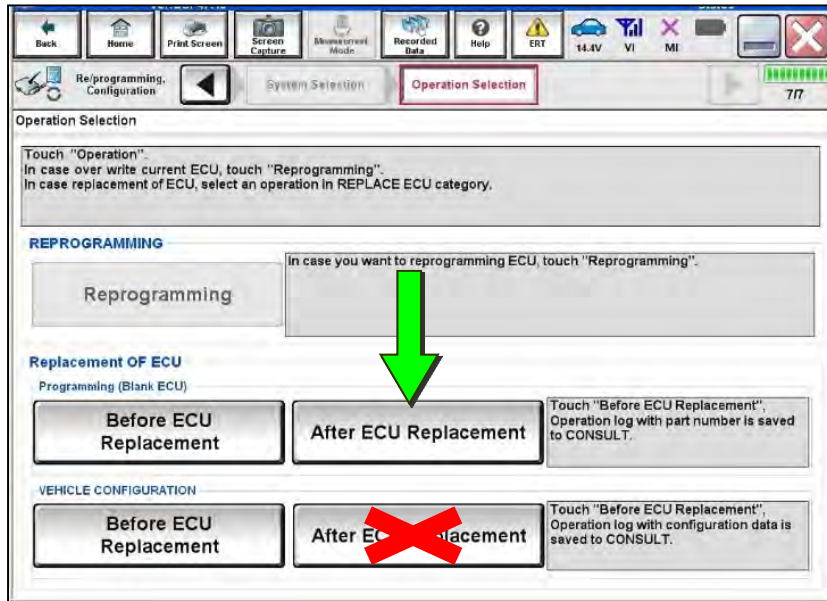 Back
Home
Print Screen
Screen
Capture
Measurement
Mode
Recorded
Data
Help
ERT
14.4V
VI
MI
Re/programming,
Configuration
System Selection
Operation Selection
7/7
Operation Selection
Touch "Operation".
In case over write current ECU, touch "Reprogramming".
In case replacement of ECU, select an operation in REPLACE ECU category.
REPROGRAMMING
Reprogramming
In case you want to reprogramming ECU, touch "Reprogramming".
Replacement OF ECU
Programming (Blank ECU)
Before ECU
Replacement
After ECU Replacement
Touch "Before ECU Replacement",
Operation log with part number is saved
to CONSULT.
VEHICLE CONFIGURATION
Before ECU
Replacement
After EC lacement
Touch "Before ECU Replacement",
Operation log with configuration data is
saved to CONSULT.